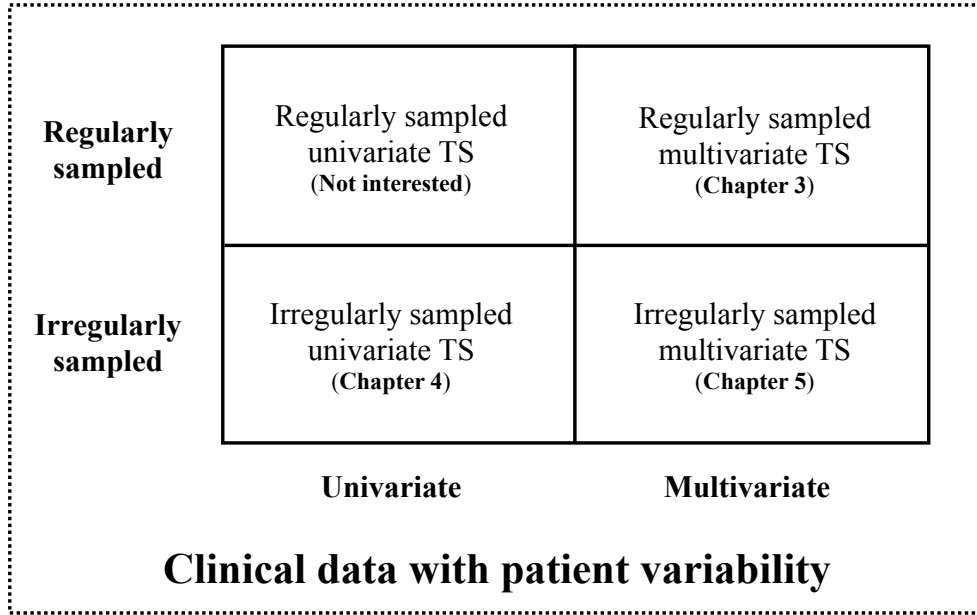 Regularly
sampled
Regularly sampled
univariate TS
(Not interested)
Regularly sampled
multivariate TS
(Chapter 3)
Irregularly
sampled
Irregularly sampled
univariate TS
(Chapter 4)
Irregularly sampled
multivariate TS
(Chapter 5)
Univariate
Multivariate
Clinical data with patient variability